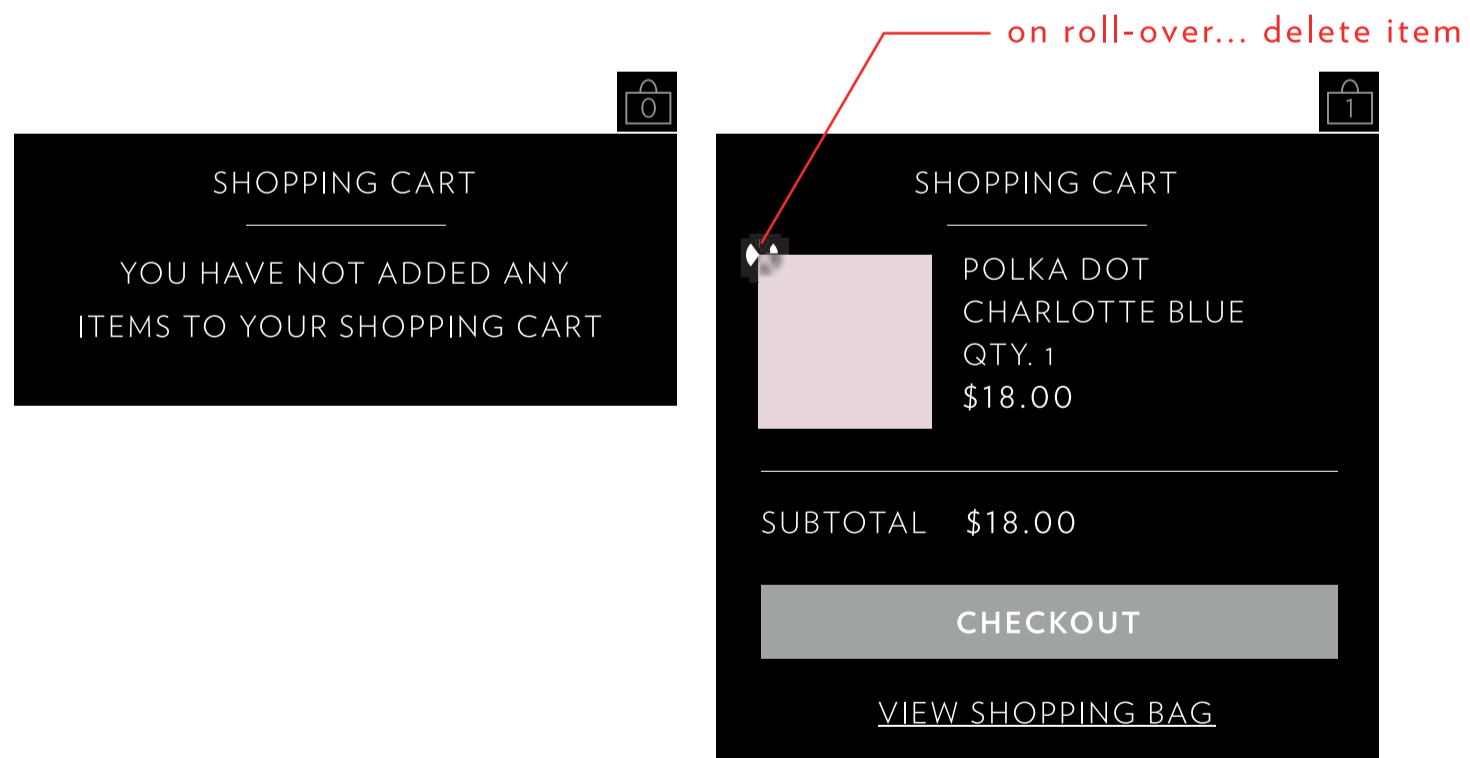 on roll-over... delete item
0
SHOPPING CART
YOU HAVE NOT ADDED ANY
ITEMS TO YOUR SHOPPING CART
1
SHOPPING CART
POLKA DOT
CHARLOTTE BLUE
QTY. 1
$18.00
SUBTOTAL $18.00
CHECKOUT
VIEW SHOPPING BAG